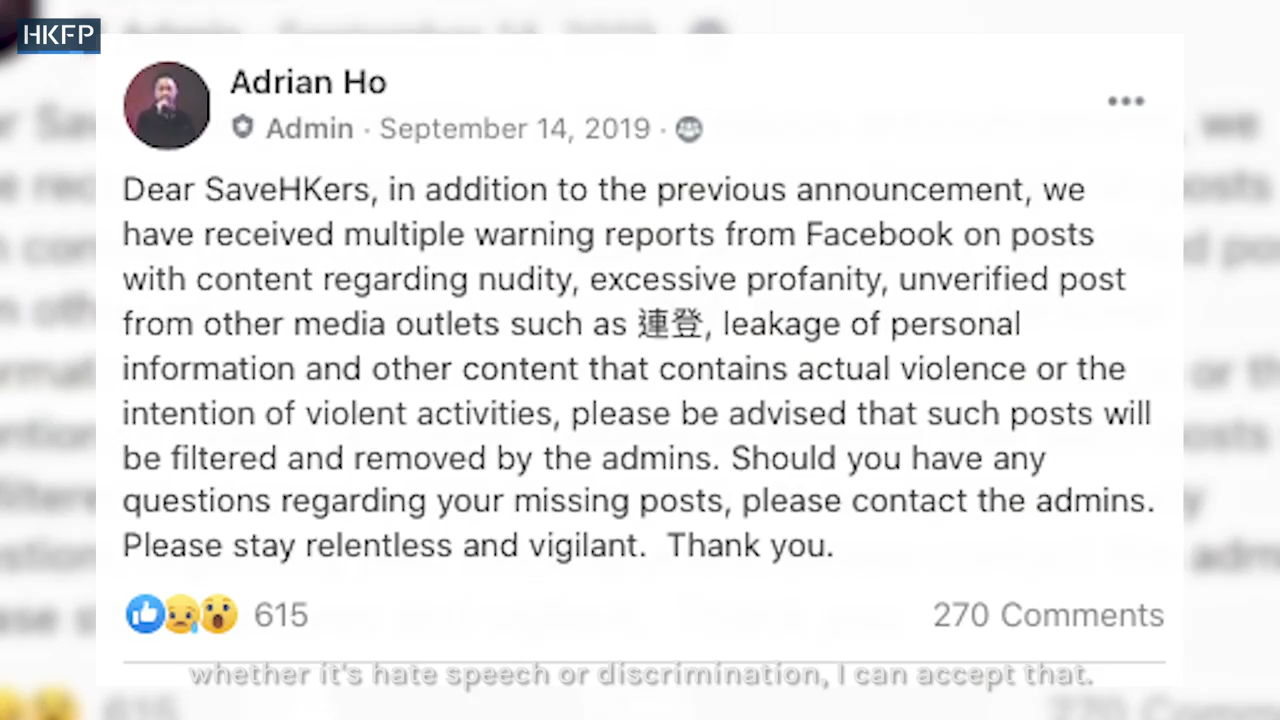 HKFP
Adrian Ho
Admin · September 14, 2019 ·
Dear SaveHKers, in addition to the previous announcement, we
have received multiple warning reports from Facebook on posts
with content regarding nudity, excessive profanity, unverified post
from other media outlets such as 連登, leakage of personal
information and other content that contains actual violence or the
intention of violent activities, please be advised that such posts will
be filtered and removed by the admins. Should you have any
questions regarding your missing posts, please contact the admins.
Please stay relentless and vigilant.  Thank you.
615
270 Comments
whether it's hate speech or discrimination, I can accept that.